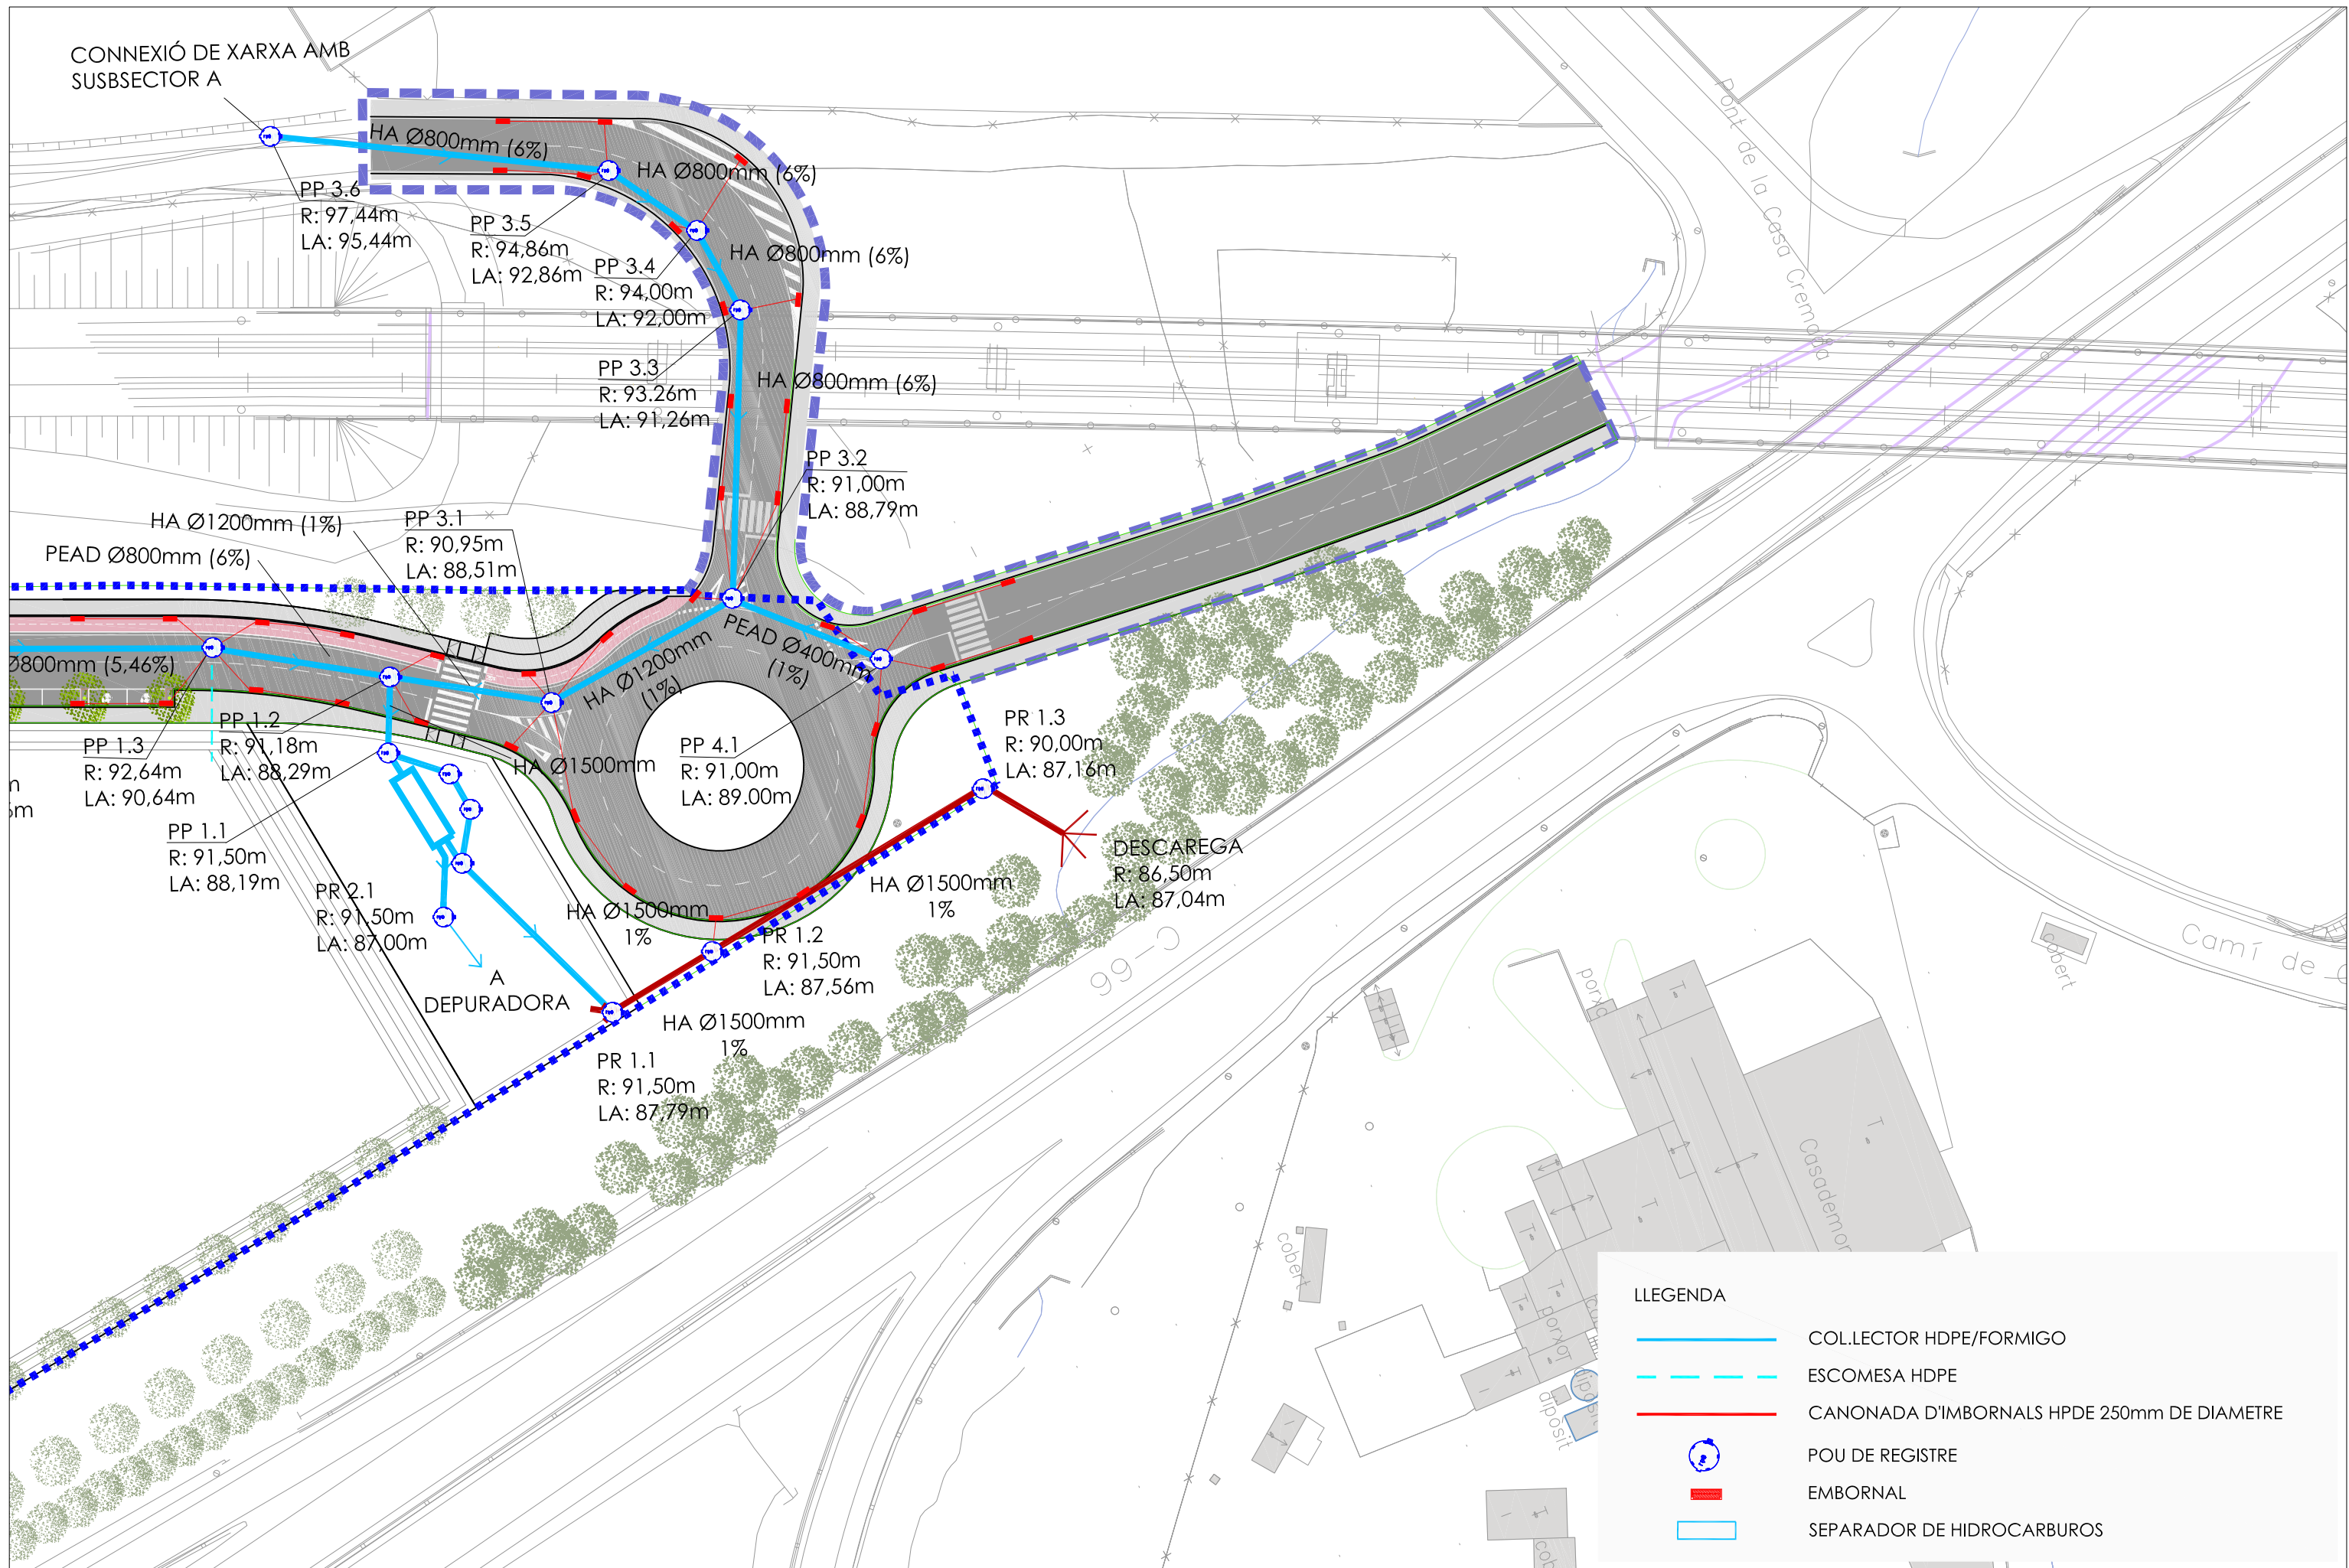 CONNEXIÓ DE XARXA AMB
SUSBSECTOR A
HA Ø800mm (6%)
HA Ø800mm (6%)
HA Ø800mm (6%)
HA Ø800mm (6%)
PP 3.6
R: 97,44m
LA: 95,44m
PP 3.5
R: 94,86m
LA: 92,86m
PP 3.4
R: 94,00m
LA: 92,00m
PP 3.3
R: 93.26m
LA: 91,26m
PP 3.2
R: 91,00m
LA: 88,79m
Pont de la Casa Cremada
HA Ø1200mm (1%)
PP 3.1
R: 90,95m
LA: 88,51m
PEAD Ø800mm (6%)
Ø800mm (5,46%)
HA Ø1200mm
(1%)
PEAD Ø400mm
(1%)
PP 1.3
R: 92,64m
LA: 90,64m
PP 1.2
R: 91,18m
LA: 88,29m
HA Ø1500mm
PP 4.1
R: 91,00m
LA: 89.00m
PR 1.3
R: 90,00m
LA: 87,16m
PP 1.1
R: 91,50m
LA: 88,19m
DESCAREGA
R: 86,50m
LA: 87,04m
PR 2.1
R: 91,50m
LA: 87,00m
HA Ø1500mm
1%
HA Ø1500mm
1%
PR 1.2
R: 91,50m
LA: 87,56m
A
DEPURADORA
HA Ø1500mm
1%
PR 1.1
R: 91,50m
LA: 87,79m
C-66
Camí de
cobert
porxo
Casademont
cobert
porxo
diposit
diposit
LLEGENDA
COL.LECTOR HDPE/FORMIGO
ESCOMESA HDPE
CANONADA D'IMBORNALS HPDE 250mm DE DIAMETRE
POU DE REGISTRE
EMBORNAL
SEPARADOR DE HIDROCARBUROS